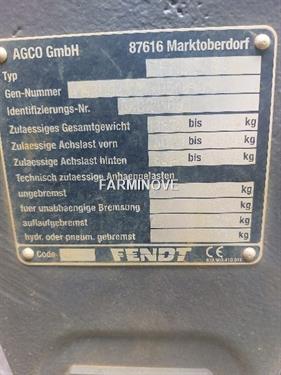 AGCO GmbH 87616 Marktoberdorf
Typ
Gen-Nummer
Identifizierungs-Nr.
Zulaessiges Gesamtgewicht bis kg
Zulaessige Achslast vorn bis kg
Zulaessige Achslast hinten bis kg
Technisch zulaessige Anhaengelasten
ungebremst kg
FARMINOVE
fuer unabhaengige Bremsung kg
auflaufgebremst kg
hydr. oder pneum. gebremst kg
Code FENDT CE